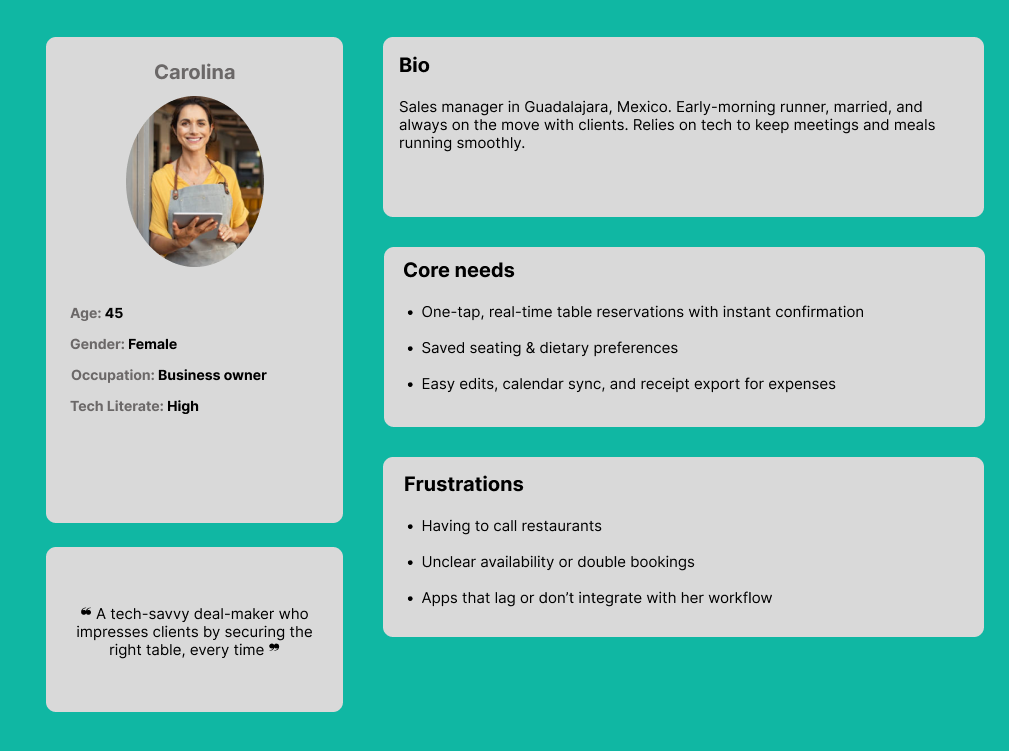 Carolina
Age: 45
Gender: Female
Occupation: Business owner
Tech Literate: High
❝ A tech-savvy deal-maker who
impresses clients by securing the
right table, every time ❞
Bio
Sales manager in Guadalajara, Mexico. Early-morning runner, married, and
always on the move with clients. Relies on tech to keep meetings and meals
running smoothly.
Core needs
• One-tap, real-time table reservations with instant confirmation
• Saved seating & dietary preferences
• Easy edits, calendar sync, and receipt export for expenses
Frustrations
• Having to call restaurants
• Unclear availability or double bookings
• Apps that lag or don’t integrate with her workflow